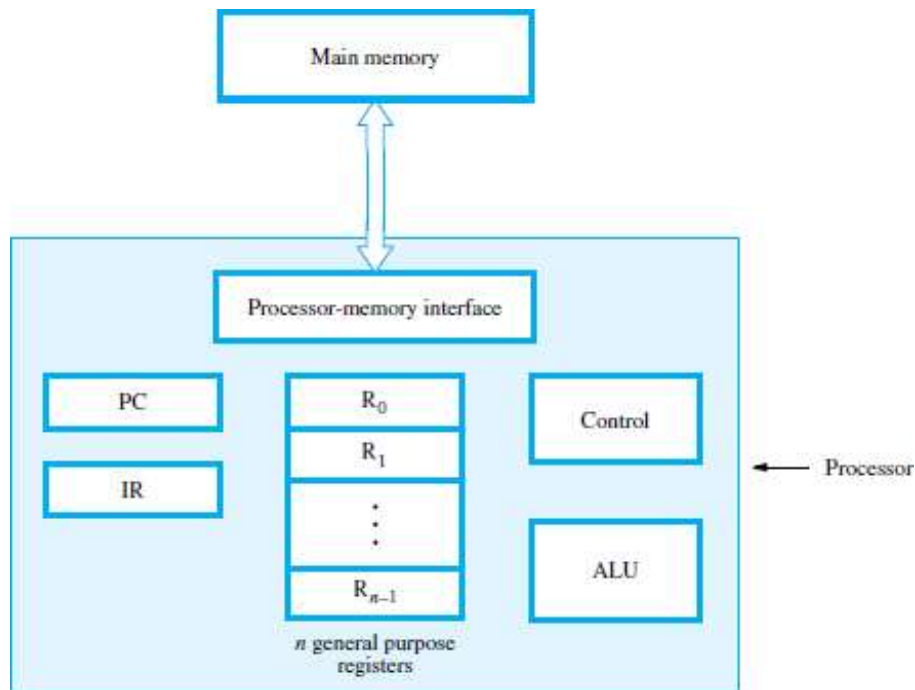 Main memory
Processor-memory interface
PC
R0
Control
R1
Processor
IR
⋮
ALU
Rn–1
n general purpose
registers